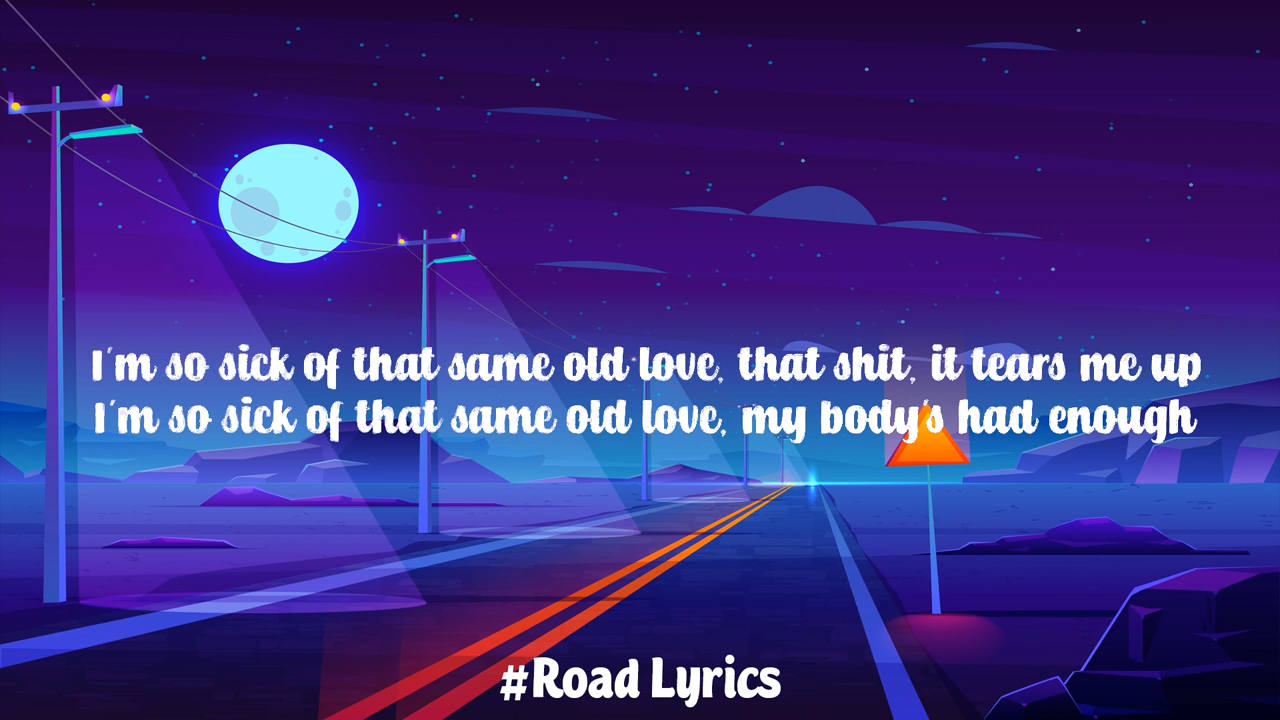 I'm so sick of that same old love, that shit, it tears me up
I'm so sick of that same old love, my body's had enough
#Road Lyrics